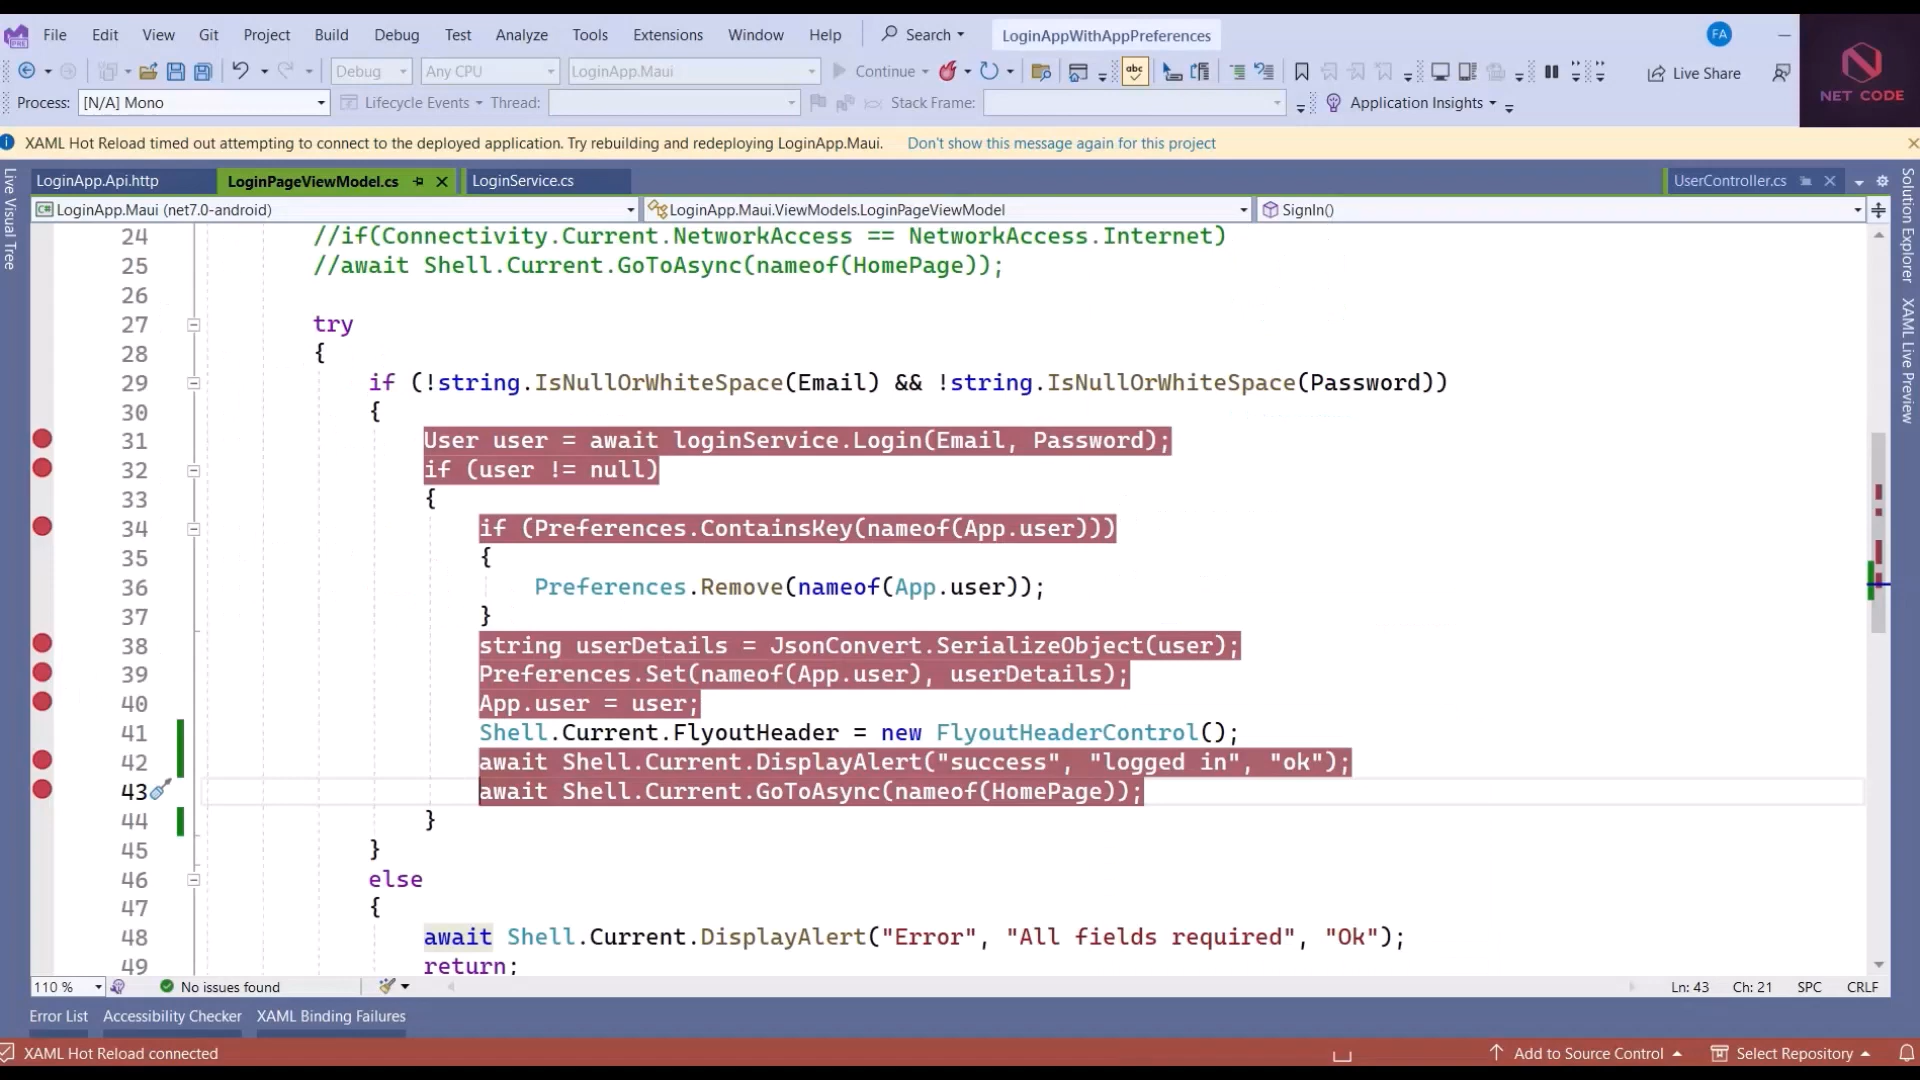 File Edit View Git Project Build Debug Test Analyze Tools Extensions Window Help Search LoginAppWithAppPreferences FA
Debug Any CPU LoginApp.Maui Continue Live Share
NET CODE
Process: [N/A] Mono Lifecycle Events Thread: Stack Frame: Application Insights
XAML Hot Reload timed out attempting to connect to the deployed application. Try rebuilding and redeploying LoginApp.Maui. Don't show this message again for this project
Live Visual Tree
LoginApp.Api.http LoginPageViewModel.cs LoginService.cs UserController.cs
Solution Explorer
XAML Live Preview
LoginApp.Maui (net7.0-android) LoginApp.Maui.ViewModels.LoginPageViewModel SignIn()
24 //if(Connectivity.Current.NetworkAccess == NetworkAccess.Internet)
25 //await Shell.Current.GoToAsync(nameof(HomePage));
26
27 try
28 {
29 if (!string.IsNullOrWhiteSpace(Email) && !string.IsNullOrWhiteSpace(Password))
30 {
31 User user = await loginService.Login(Email, Password);
32 if (user != null)
33 {
34 if (Preferences.ContainsKey(nameof(App.user)))
35 {
36 Preferences.Remove(nameof(App.user));
37 }
38 string userDetails = JsonConvert.SerializeObject(user);
39 Preferences.Set(nameof(App.user), userDetails);
40 App.user = user;
41 Shell.Current.FlyoutHeader = new FlyoutHeaderControl();
42 await Shell.Current.DisplayAlert("success", "logged in", "ok");
43 await Shell.Current.GoToAsync(nameof(HomePage));
44 }
45 }
46 else
47 {
48 await Shell.Current.DisplayAlert("Error", "All fields required", "Ok");
49 return;
110 % No issues found Ln: 43 Ch: 21 SPC CRLF
Error List Accessibility Checker XAML Binding Failures
XAML Hot Reload connected Add to Source Control Select Repository